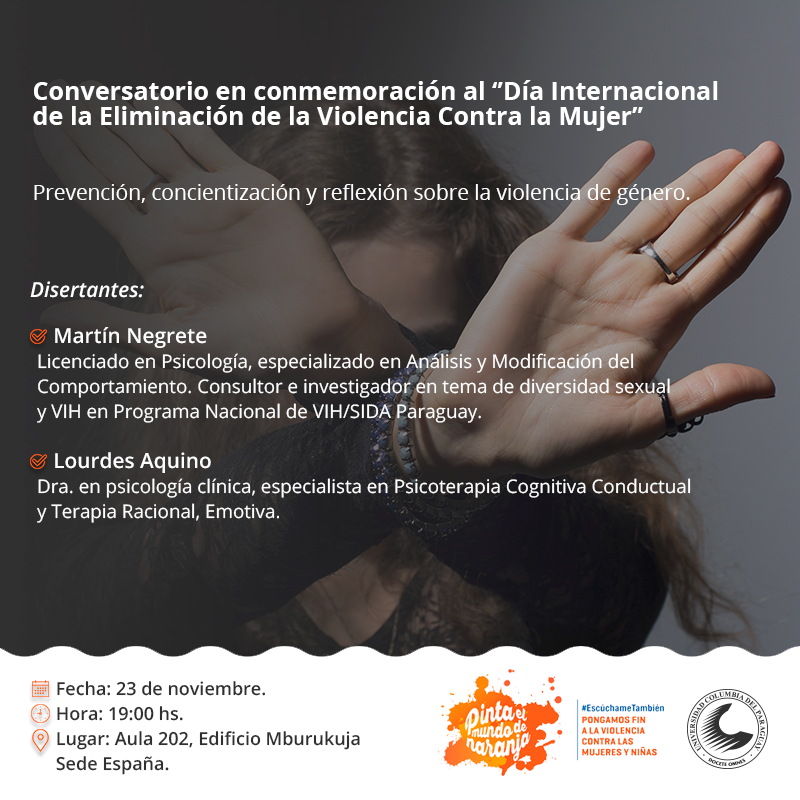 Conversatorio en conmemoración al “Día Internacional
de la Eliminación de la Violencia Contra la Mujer”
Prevención, concientización y reflexión sobre la violencia de género.
Disertantes:
Martín Negrete
Licenciado en Psicología, especializado en Análisis y Modificación del
Comportamiento. Consultor e investigador en tema de diversidad sexual
y VIH en Programa Nacional de VIH/SIDA Paraguay.
Lourdes Aquino
Dra. en psicología clínica, especialista en Psicoterapia Cognitiva Conductual
y Terapia Racional, Emotiva.
Fecha: 23 de noviembre.
Hora: 19:00 hs.
Lugar: Aula 202, Edificio Mburukuja
Sede España.
Pinta el
mundo de
naranja
#EscúchameTambién
PONGAMOS FIN
A LA VIOLENCIA
CONTRA LAS
MUJERES Y NIÑAS
UNIVERSIDAD COLUMBIA DEL PARAGUAY
DOCETE OMNES